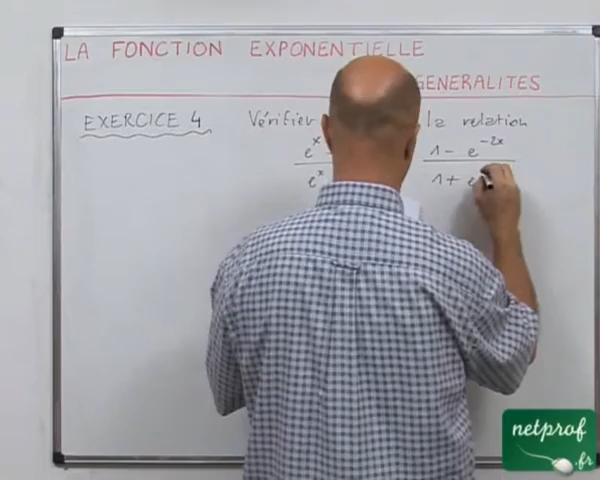 LA FONCTION EXPONENTIELLE
GENERALITES
EXERCICE 4 Vérifier la relation
e^x 1 - e^-2x
e^x 1 + e
netprof
.fr